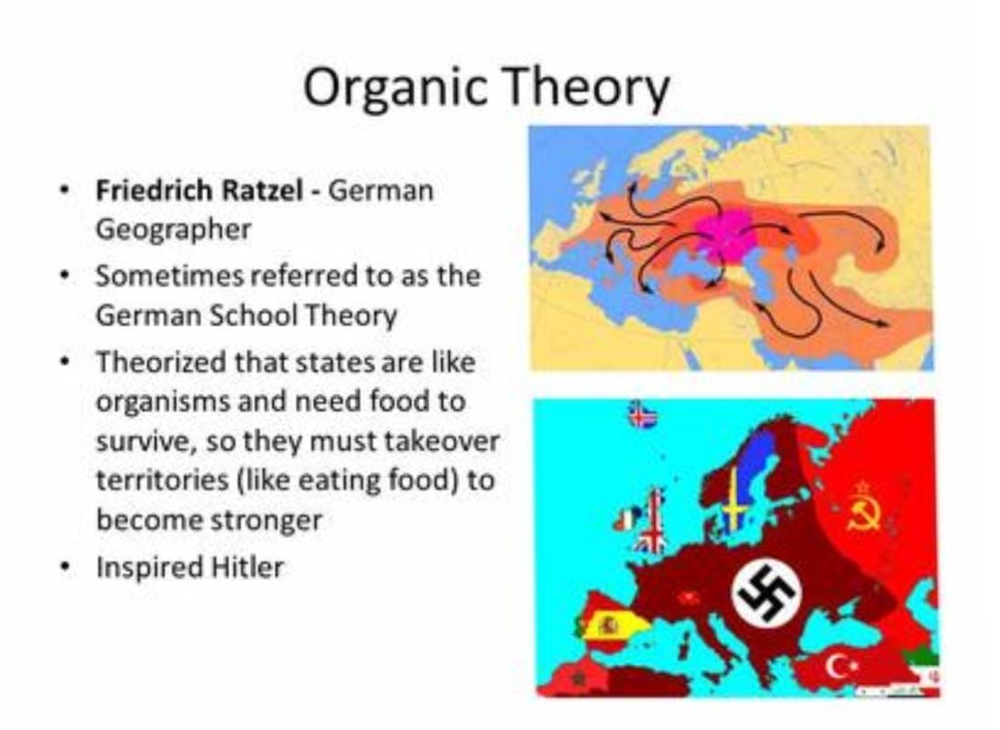 Organic Theory
• Friedrich Ratzel - German
Geographer
• Sometimes referred to as the
German School Theory
• Theorized that states are like
organisms and need food to
survive, so they must takeover
territories (like eating food) to
become stronger
• Inspired Hitler